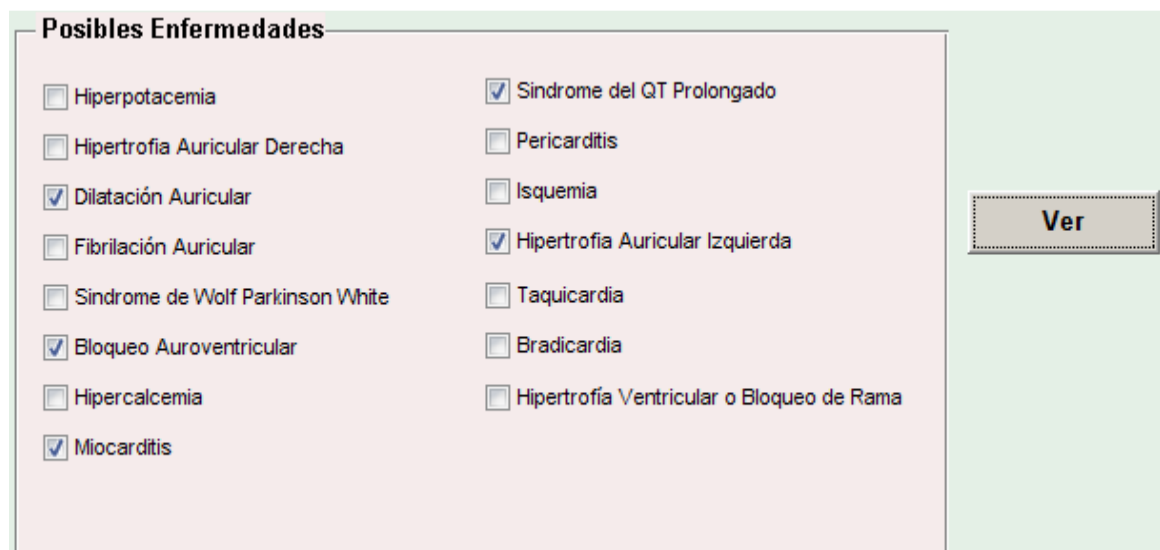 Posibles Enfermedades
Hiperpotacemia
Hipertrofia Auricular Derecha
Dilatación Auricular
Fibrilación Auricular
Sindrome de Wolf Parkinson White
Bloqueo Auroventricular
Hipercalcemia
Miocarditis
Sindrome del QT Prolongado
Pericarditis
Isquemia
Hipertrofia Auricular Izquierda
Taquicardia
Bradicardia
Hipertrofía Ventricular o Bloqueo de Rama
Ver